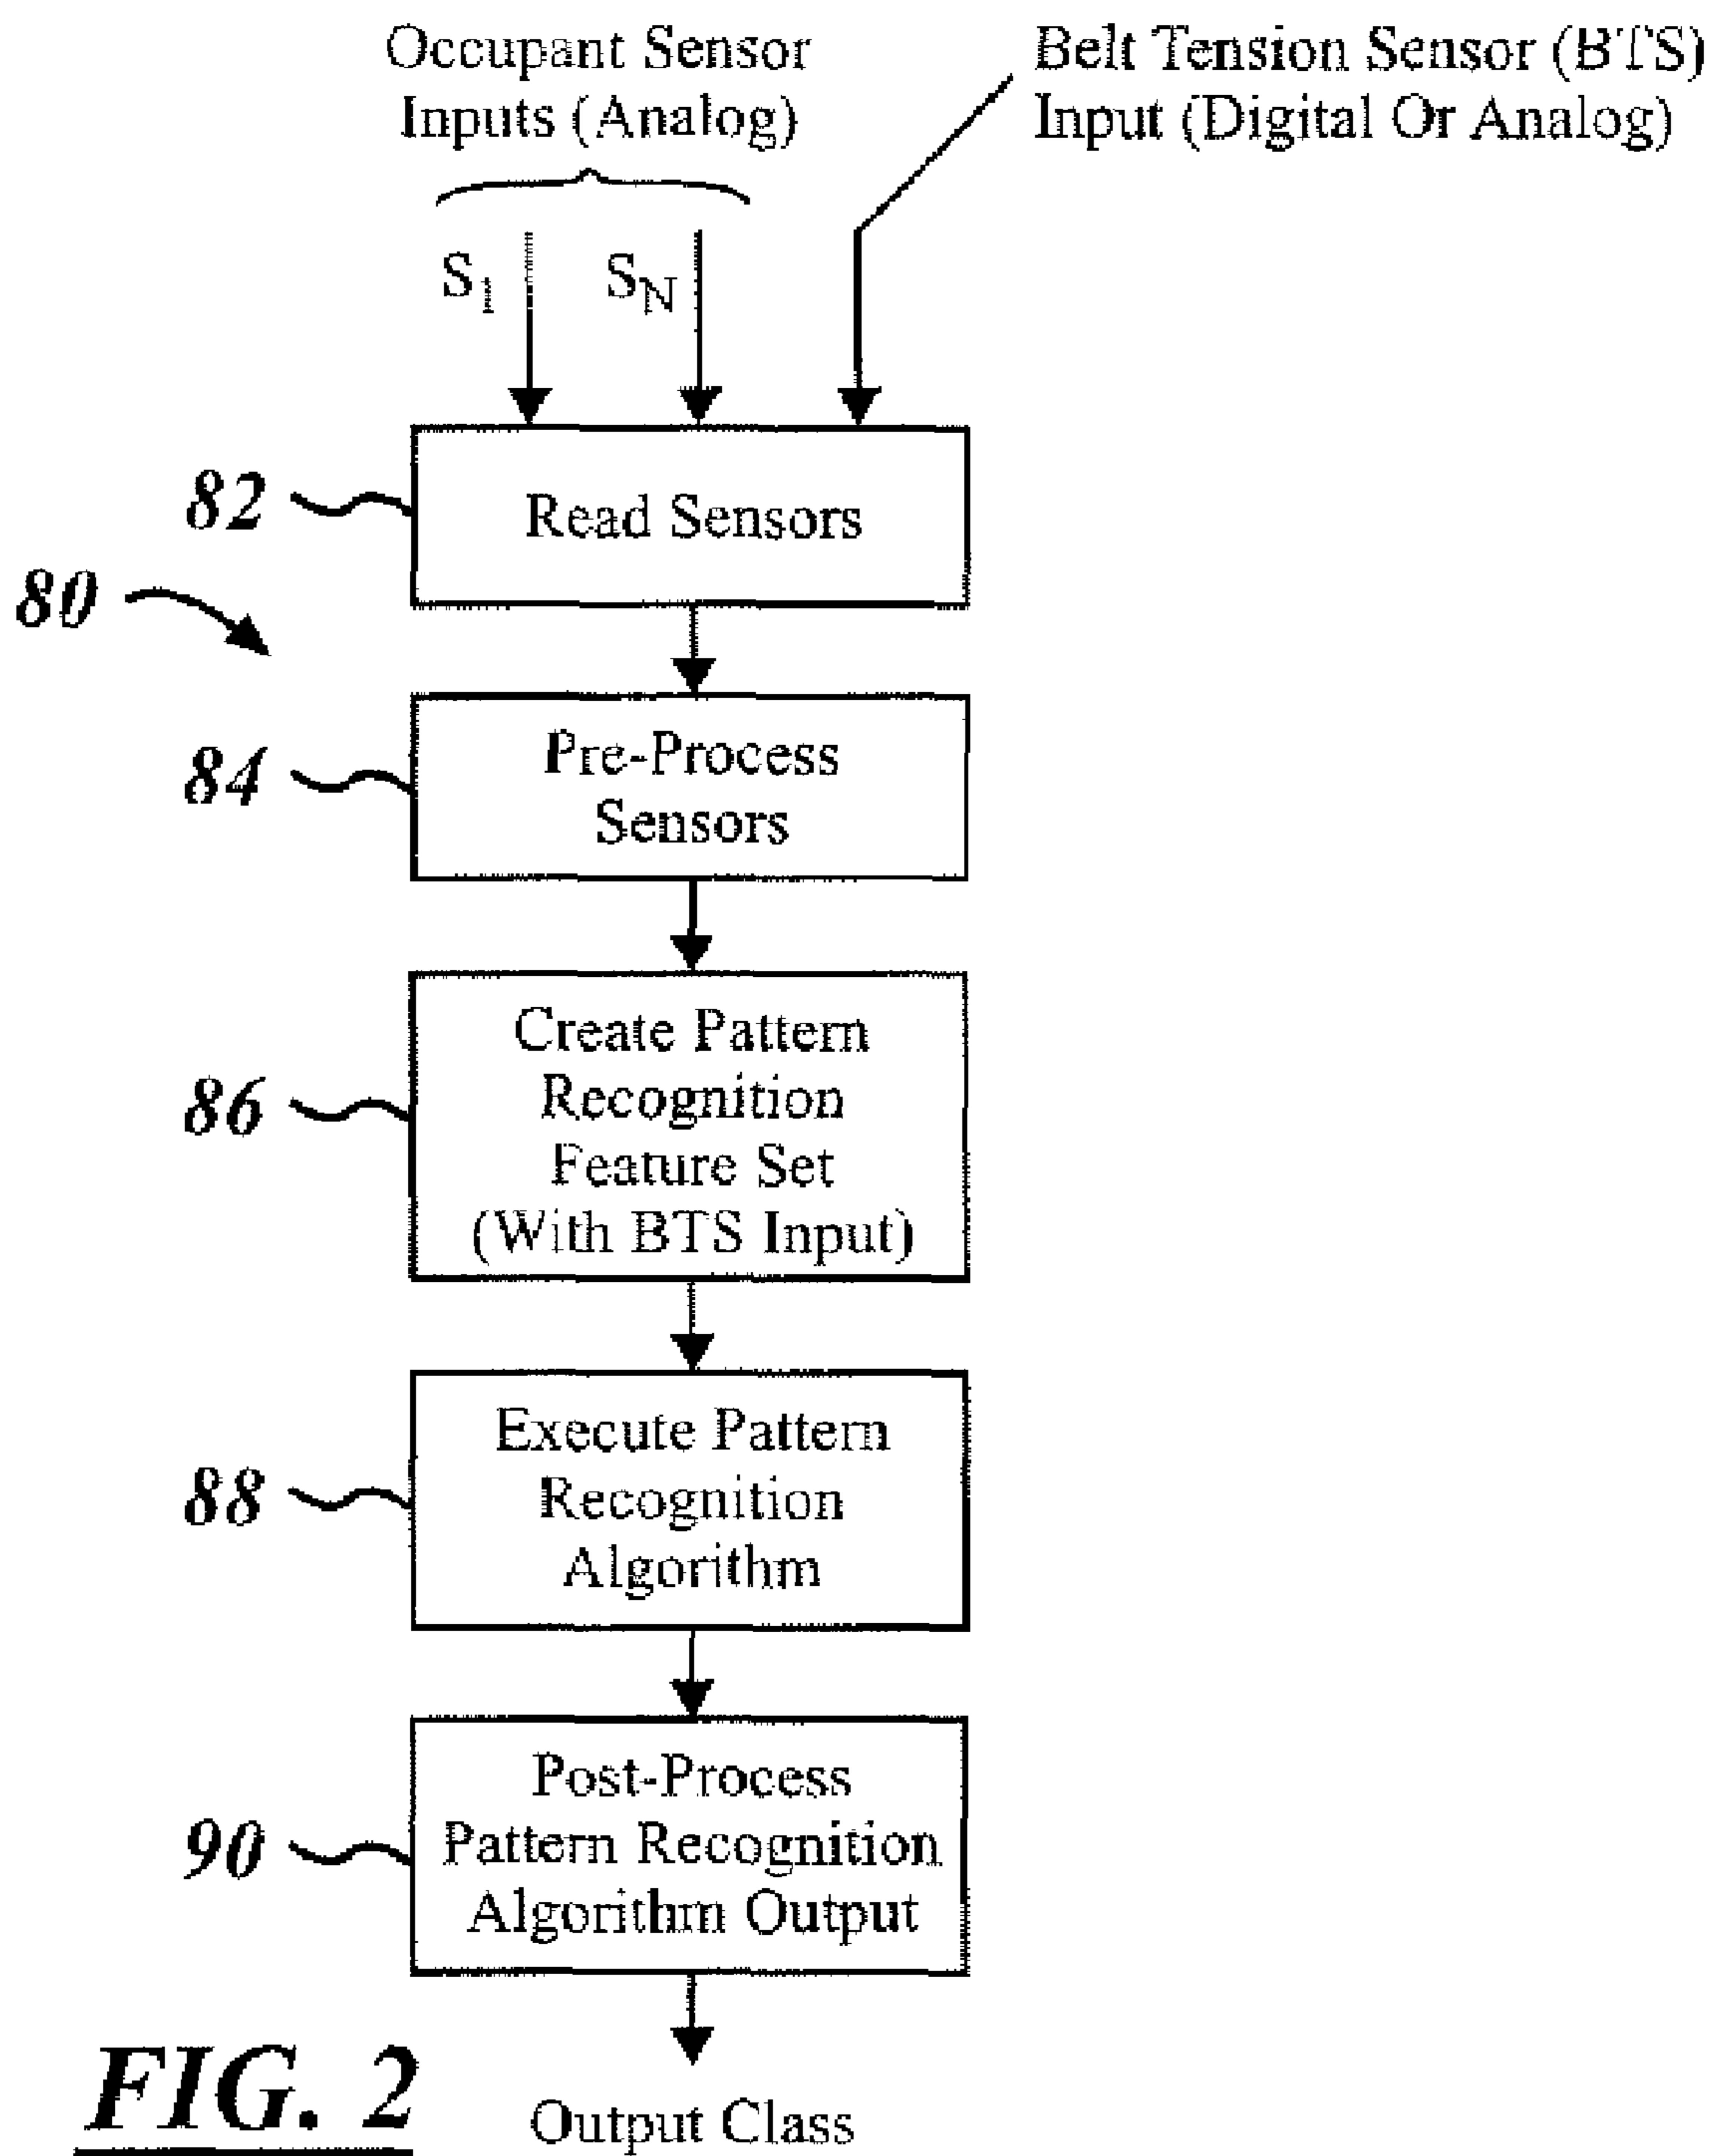 Occupant Sensor
Inputs (Analog)
Belt Tension Sensor (BTS)
Input (Digital Or Analog)
S1
SN
82
Read Sensors
80
84
Pre-Process
Sensors
86
Create Pattern
Recognition
Feature Set
(With BTS Input)
88
Execute Pattern
Recognition
Algorithm
90
Post-Process
Pattern Recognition
Algorithm Output
FIG. 2
Output Class